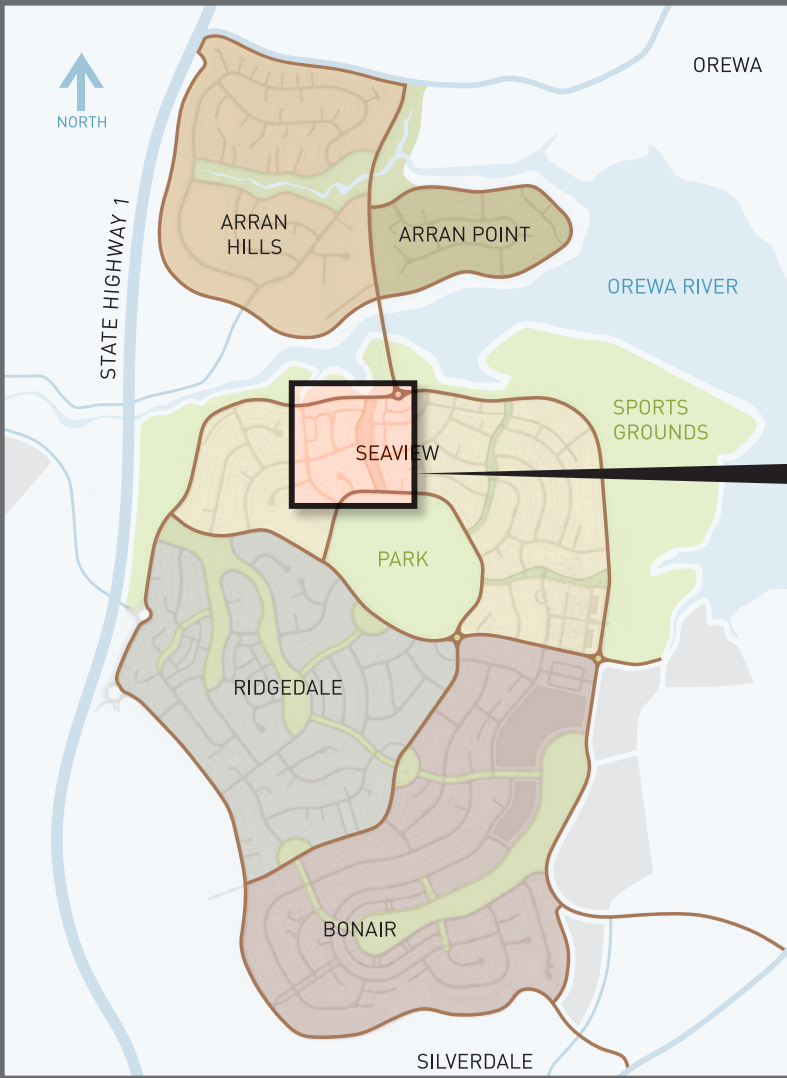 OREWA
NORTH
STATE HIGHWAY 1
ARRAN
HILLS
ARRAN POINT
OREWA RIVER
SPORTS
GROUNDS
SEAVIEW
PARK
RIDGEDALE
BONAIR
SILVERDALE